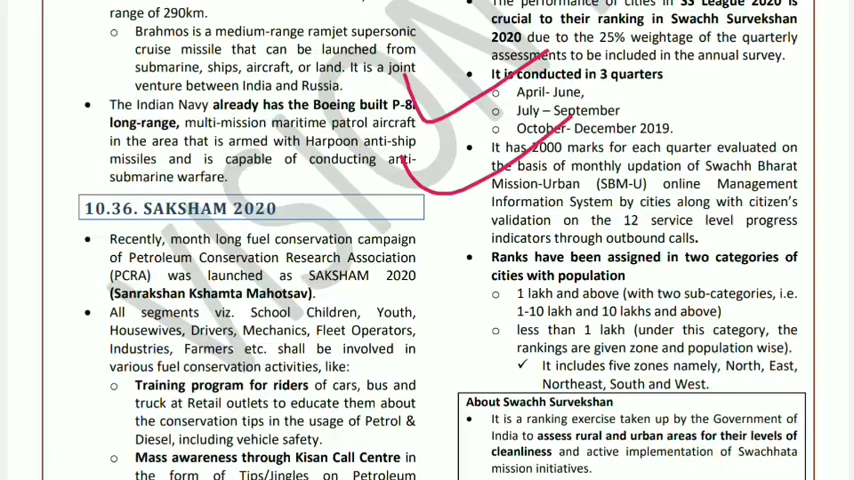 range of 290km.
o Brahmos is a medium-range ramjet supersonic
cruise missile that can be launched from
submarine, ships, aircraft, or land. It is a joint
venture between India and Russia.
• The Indian Navy already has the Boeing built P-8I
long-range, multi-mission maritime patrol aircraft
in the area that is armed with Harpoon anti-ship
missiles and is capable of conducting anti-
submarine warfare.
10.36. SAKSHAM 2020
• Recently, month long fuel conservation campaign
of Petroleum Conservation Research Association
(PCRA) was launched as SAKSHAM 2020
(Sanrakshan Kshamta Mahotsav).
• All segments viz. School Children, Youth,
Housewives, Drivers, Mechanics, Fleet Operators,
Industries, Farmers etc. shall be involved in
various fuel conservation activities, like:
o Training program for riders of cars, bus and
truck at Retail outlets to educate them about
the conservation tips in the usage of Petrol &
Diesel, including vehicle safety.
o Mass awareness through Kisan Call Centre in
the form of Tips/Jingles on Petroleum
• The performance of cities in SS League 2020 is
crucial to their ranking in Swachh Survekshan
2020 due to the 25% weightage of the quarterly
assessments to be included in the annual survey.
• It is conducted in 3 quarters
o April- June,
o July – September
o October- December 2019.
• It has 2000 marks for each quarter evaluated on
the basis of monthly updation of Swachh Bharat
Mission-Urban (SBM-U) online Management
Information System by cities along with citizen's
validation on the 12 service level progress
indicators through outbound calls.
• Ranks have been assigned in two categories of
cities with population
o 1 lakh and above (with two sub-categories, i.e.
1-10 lakh and 10 lakhs and above)
o less than 1 lakh (under this category, the
rankings are given zone and population wise).
✓ It includes five zones namely, North, East,
Northeast, South and West.
About Swachh Survekshan
• It is a ranking exercise taken up by the Government of
India to assess rural and urban areas for their levels of
cleanliness and active implementation of Swachhata
mission initiatives.
VISION